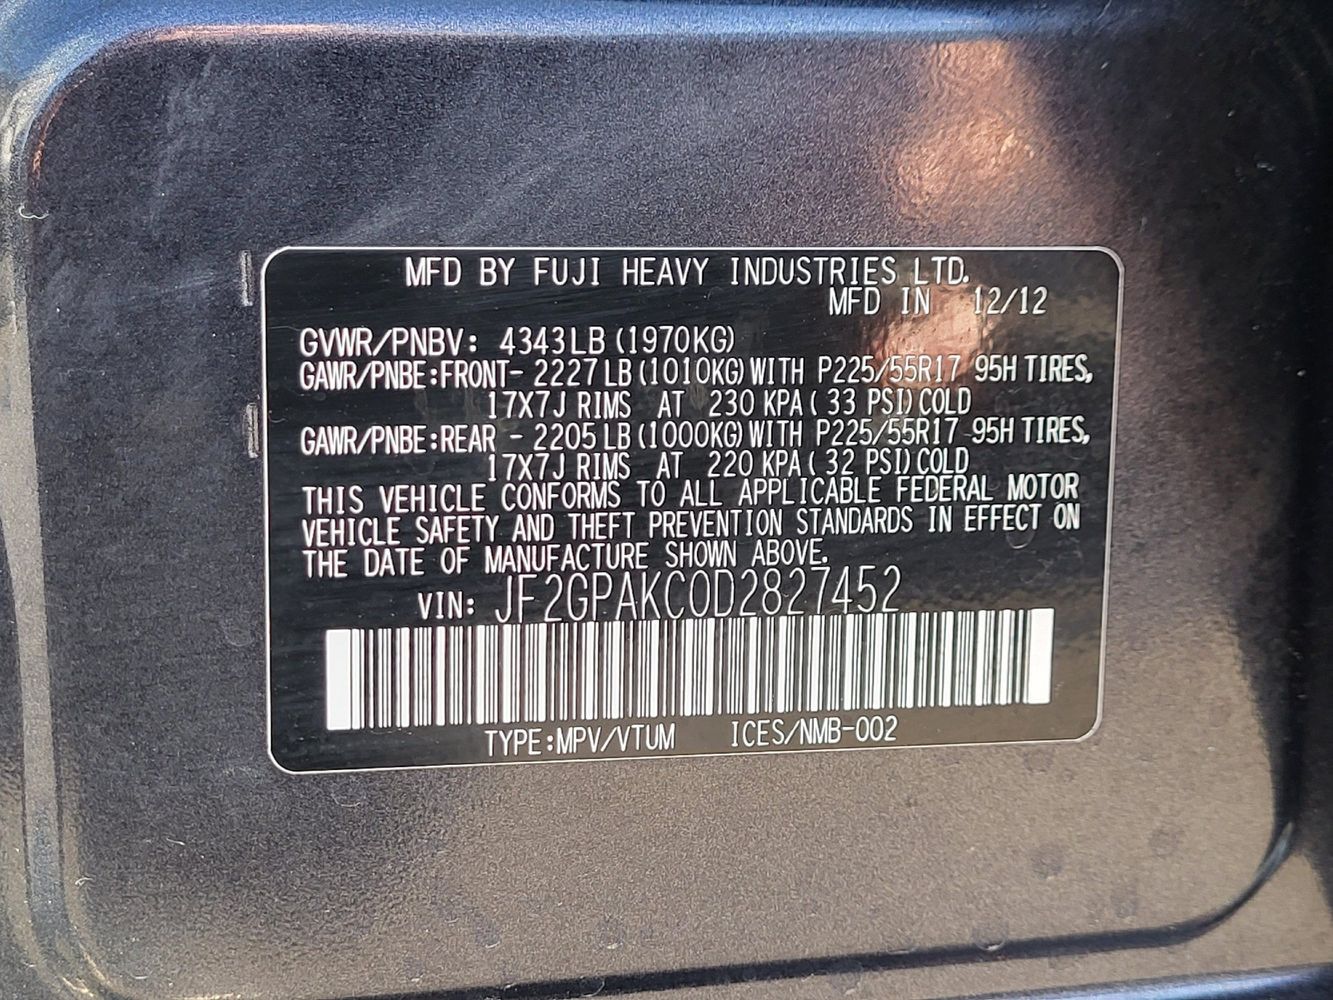 MFD BY FUJI HEAVY INDUSTRIES LTD.
MFD IN 12/12
GVWR/PNBV: 4343LB (1970KG)
GAWR/PNBE:FRONT- 2227LB (1010KG) WITH P225/55R17 95H TIRES,
17X7J RIMS AT 230 KPA ( 33 PSI) COLD
GAWR/PNBE:REAR - 2205LB (1000KG) WITH P225/55R17 95H TIRES,
17X7J RIMS AT 220 KPA ( 32 PSI) COLD
THIS VEHICLE CONFORMS TO ALL APPLICABLE FEDERAL MOTOR
VEHICLE SAFETY AND THEFT PREVENTION STANDARDS IN EFFECT ON
THE DATE OF MANUFACTURE SHOWN ABOVE.
VIN: JF2GPAKC0D2827452
TYPE:MPV/VTUM ICES/NMB-002